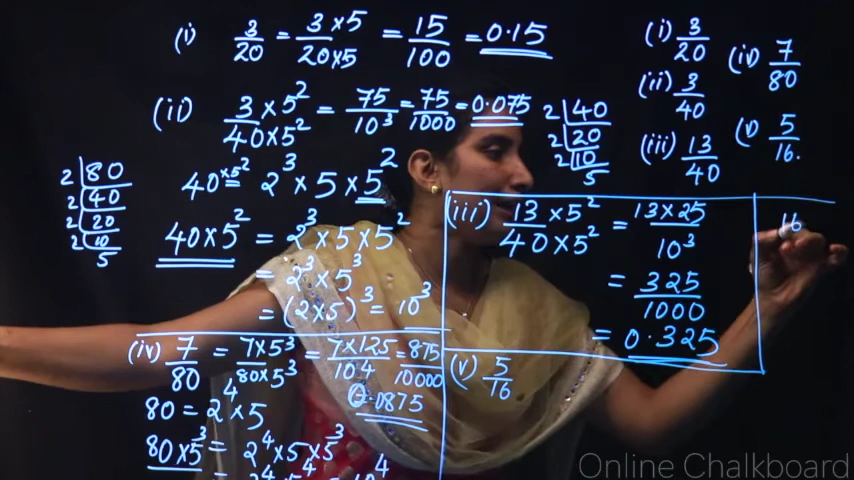 (i) 3/20 = 3×5/20×5 = 15/100 = 0.15
(ii) 3×5²/40×5² = 75/10³ = 75/1000 = 0.075
40×5² = 2³×5×5²
40×5² = 2³×5×5²
= 2³×5³
= (2×5)³ = 10³
2 80
2 40
2 20
2 10
5
2 40
2 20
2 10
5
(i) 3/20
(ii) 3/40
(iii) 13/40
(iv) 7/80
(v) 5/16.
(iii) 13×5²/40×5² = 13×25/10³
= 325/1000
= 0.325
16
(iv) 7/80 = 7×5³/80×5³ = 7×125/10⁴ = 875/10000
0.0875
80 = 2⁴×5
80×5³ = 2⁴×5×5³
(v) 5/16
Online Chalkboard